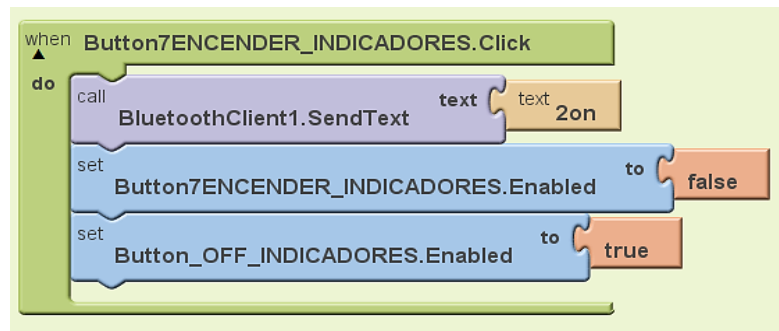 when Button7ENCENDER_INDICADORES.Click
do
call BluetoothClient1.SendText text text 2on
set Button7ENCENDER_INDICADORES.Enabled to false
set Button_OFF_INDICADORES.Enabled to true